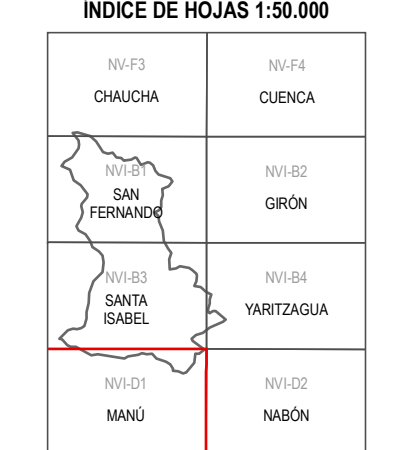 INDICE DE HOJAS 1:50.000
NV-F3
CHAUCHA
NV-F4
CUENCA
NVI-B1
SAN
FERNANDO
NVI-B2
GIRÓN
NVI-B3
SANTA
ISABEL
NVI-B4
YARITZAGUA
NVI-D1
MANÚ
NVI-D2
NABÓN